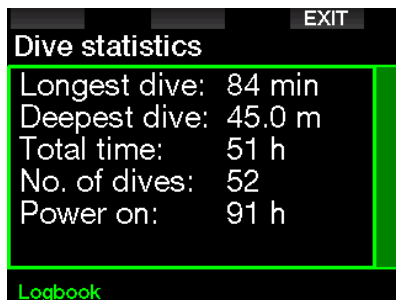 EXIT
Dive statistics
Longest dive: 84 min
Deepest dive: 45.0 m
Total time: 51 h
No. of dives: 52
Power on: 91 h
Logbook